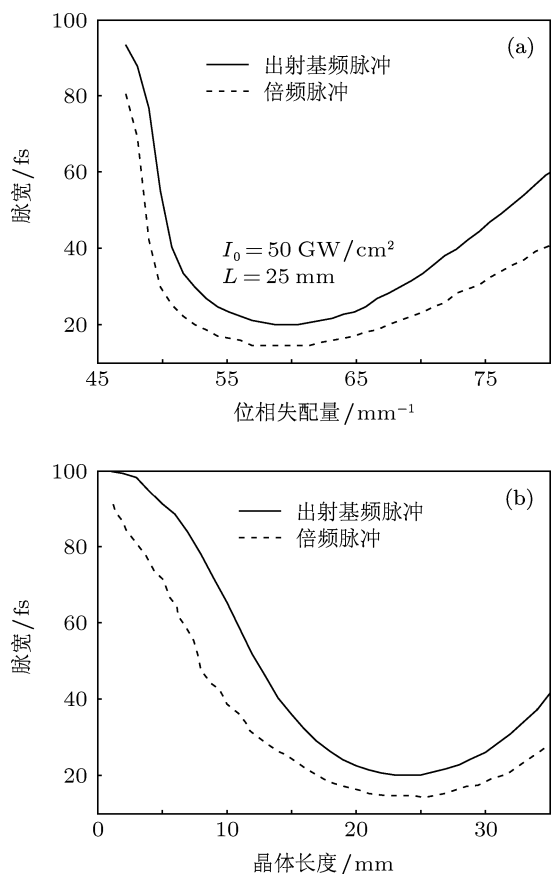 100
(a)
出射基频脉冲
倍频脉冲
80
60
40
20
脉宽/fs
I₀ = 50 GW/cm²
L = 25 mm
45
55
65
75
位相失配量/mm⁻¹
100
(b)
出射基频脉冲
倍频脉冲
80
60
40
20
脉宽/fs
0
10
20
30
晶体长度/mm